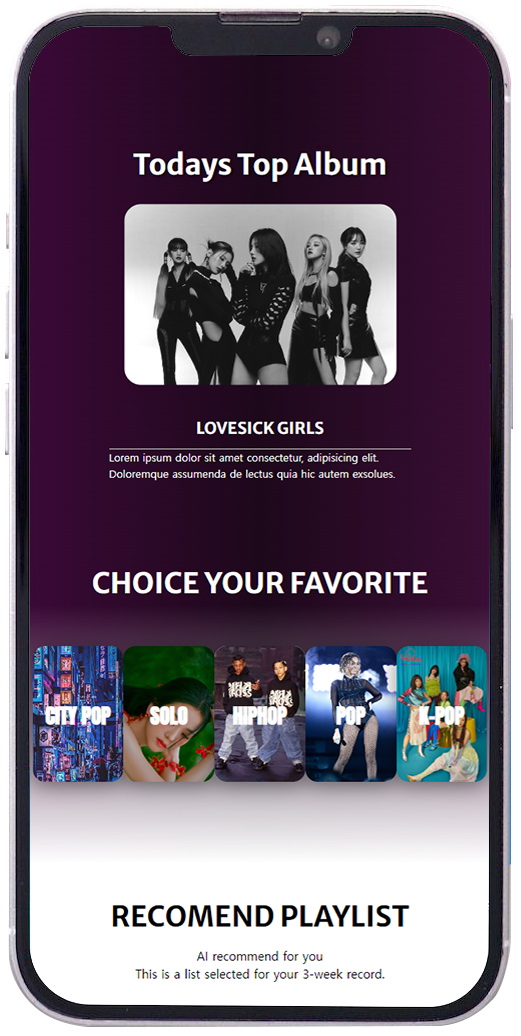 Todays Top Album
LOVESICK GIRLS
Lorem ipsum dolor sit amet consectetur, adipisicing elit.
Doloremque assumenda de lectus quia hic autem exsolues.
CHOICE YOUR FAVORITE
CITY POP
SOLO
HIPHOP
POP
K-POP
RECOMEND PLAYLIST
AI recommend for you
This is a list selected for your 3-week record.